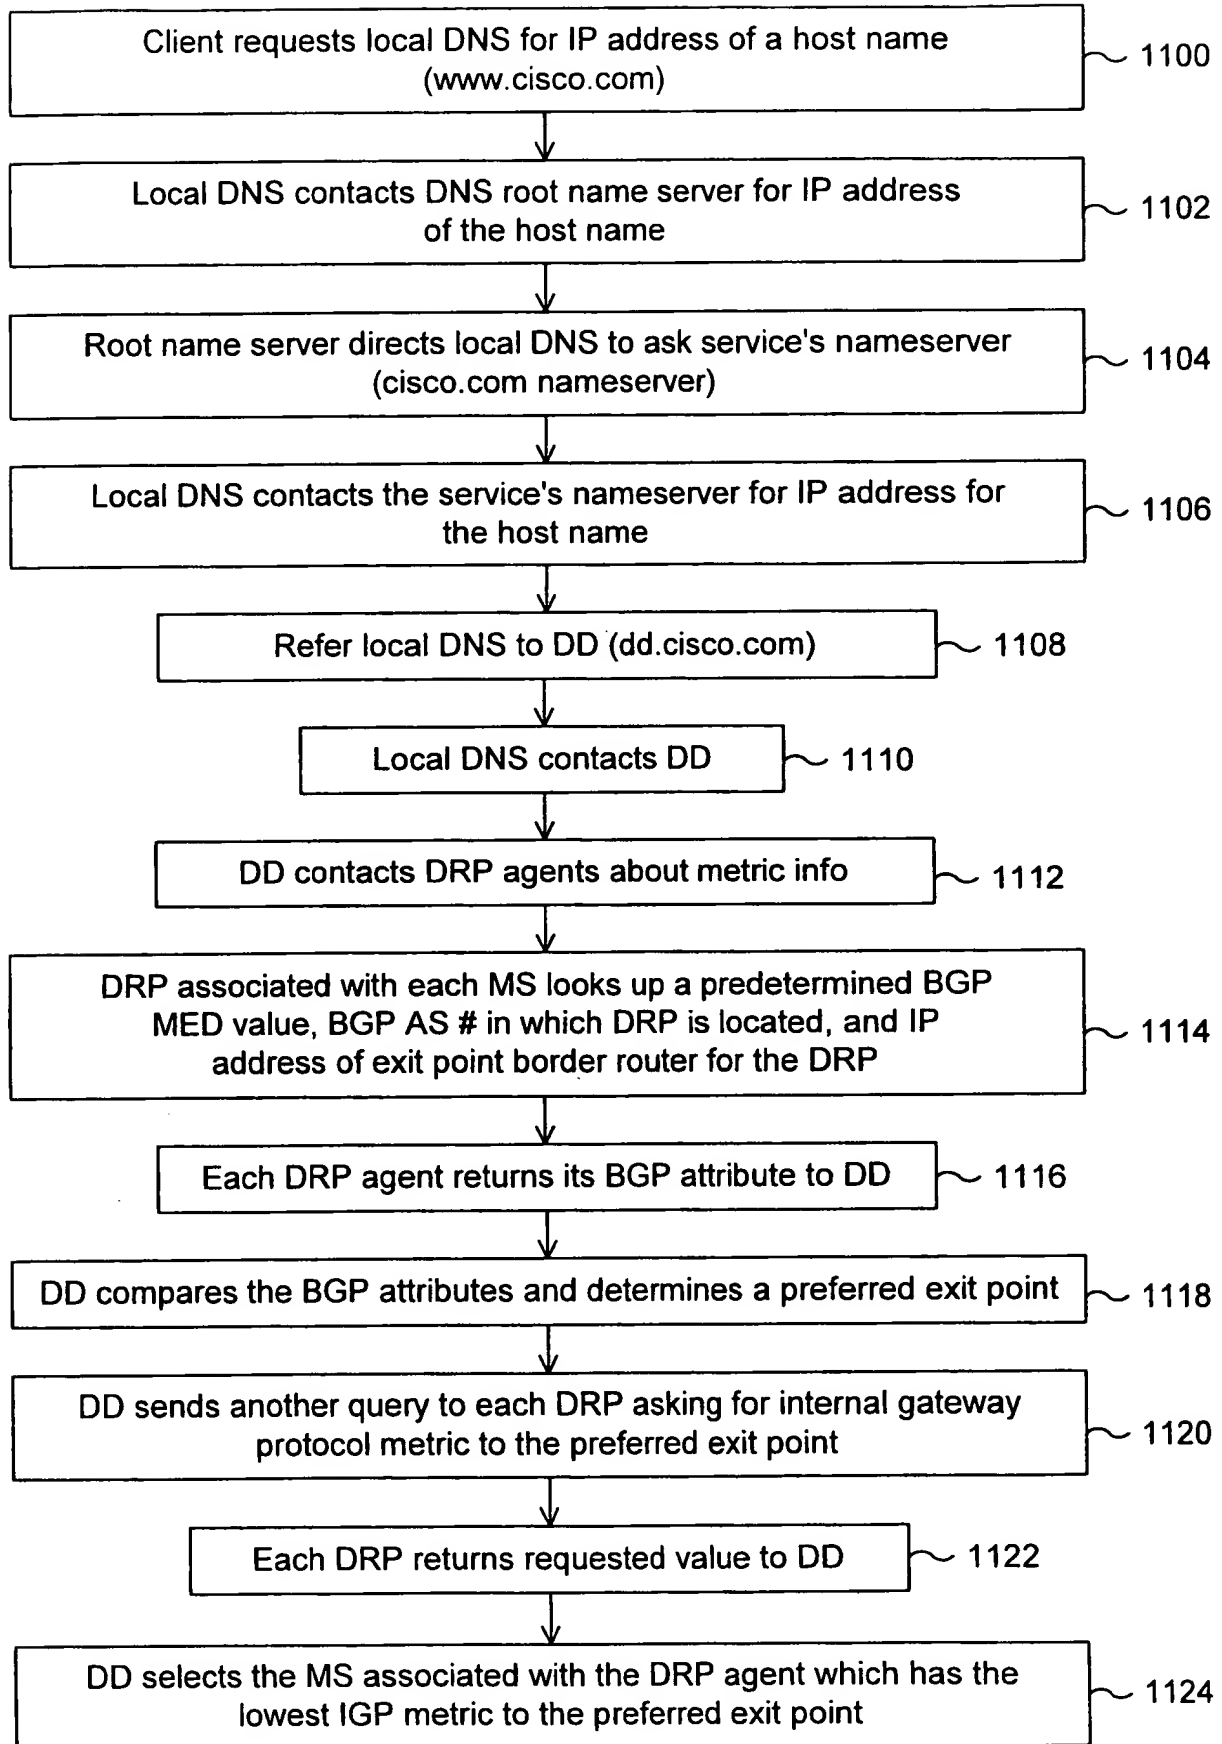 Client requests local DNS for IP address of a host name
(www.cisco.com)
1100
Local DNS contacts DNS root name server for IP address
of the host name
1102
Root name server directs local DNS to ask service's nameserver
(cisco.com nameserver)
1104
Local DNS contacts the service's nameserver for IP address for
the host name
1106
Refer local DNS to DD (dd.cisco.com)
1108
Local DNS contacts DD
1110
DD contacts DRP agents about metric info
1112
DRP associated with each MS looks up a predetermined BGP
MED value, BGP AS # in which DRP is located, and IP
address of exit point border router for the DRP
1114
Each DRP agent returns its BGP attribute to DD
1116
DD compares the BGP attributes and determines a preferred exit point
1118
DD sends another query to each DRP asking for internal gateway
protocol metric to the preferred exit point
1120
Each DRP returns requested value to DD
1122
DD selects the MS associated with the DRP agent which has the
lowest IGP metric to the preferred exit point
1124